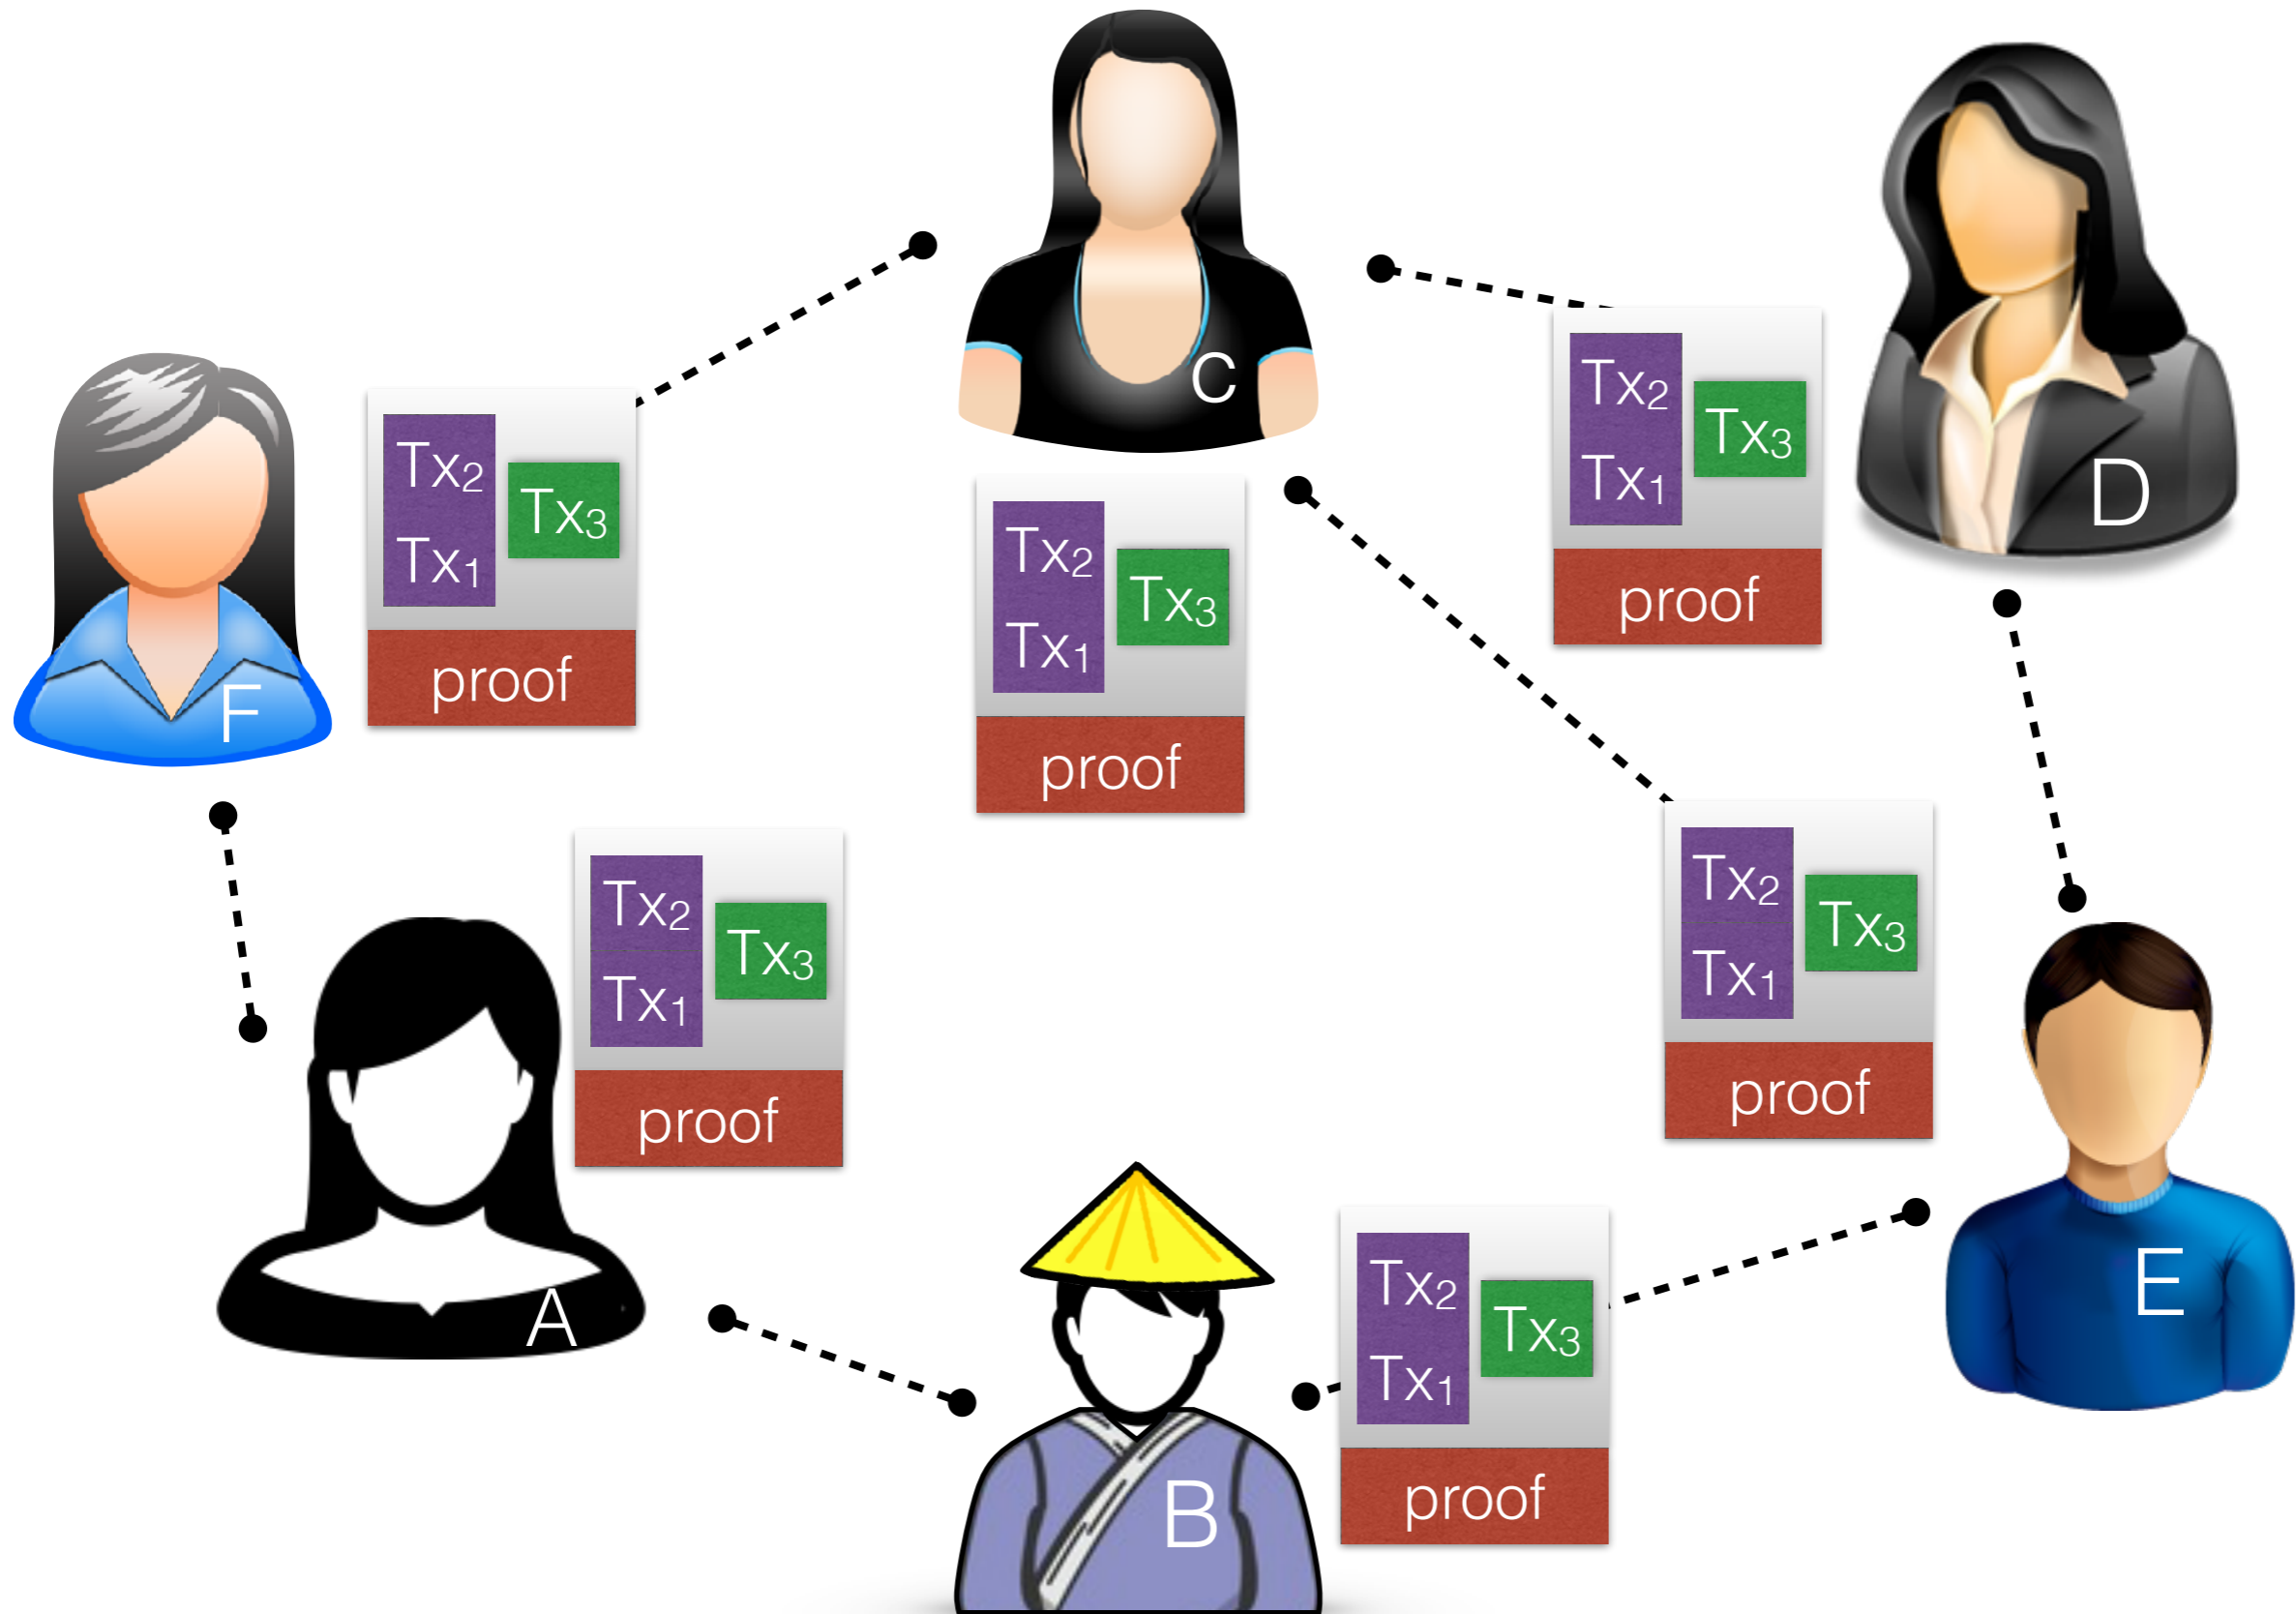 C
D
F
Tx₂
Tx₁
Tx₃
proof
Tx₂
Tx₁
Tx₃
proof
Tx₂
Tx₁
Tx₃
proof
Tx₂
Tx₁
Tx₃
proof
Tx₂
Tx₁
Tx₃
proof
A
E
B
Tx₂
Tx₁
Tx₃
proof